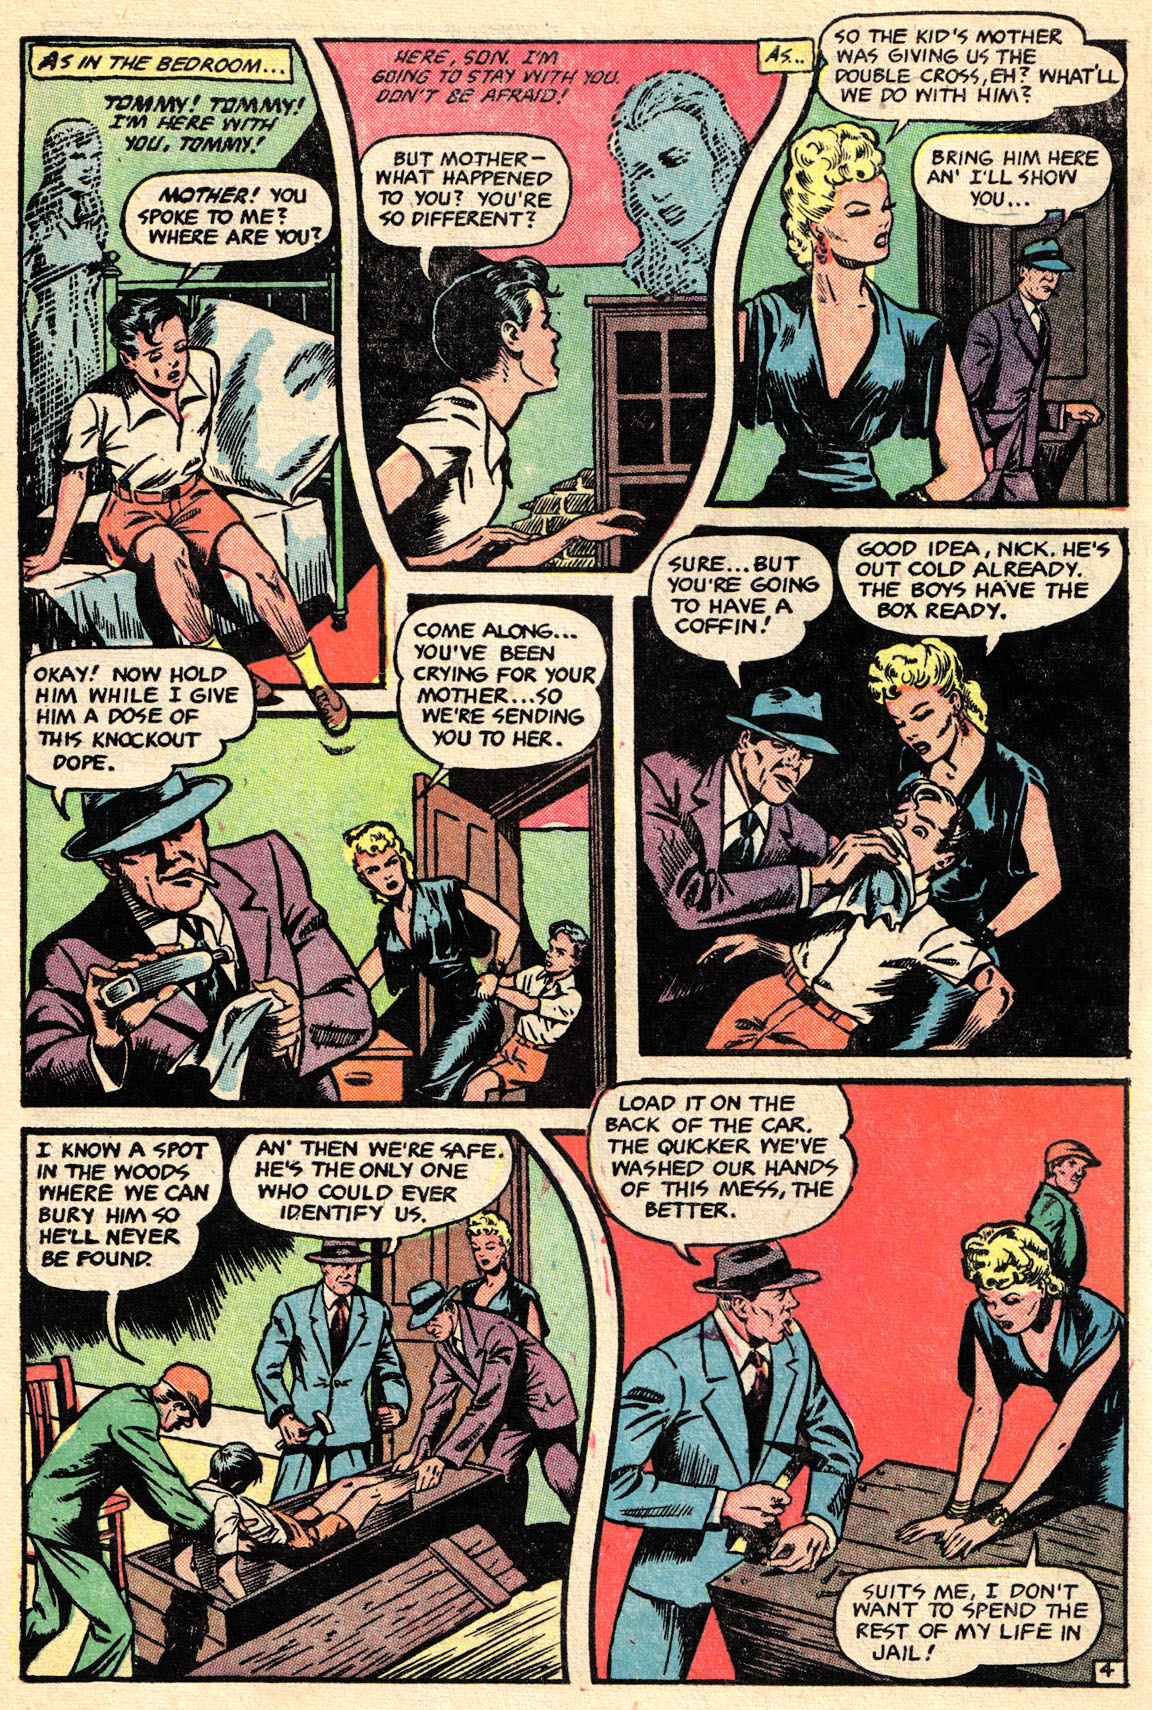 AS IN THE BEDROOM...
TOMMY! TOMMY!
I'M HERE WITH
YOU, TOMMY!
MOTHER! YOU
SPOKE TO ME?
WHERE ARE YOU?
HERE, SON. I'M
GOING TO STAY WITH YOU.
DON'T BE AFRAID!
BUT MOTHER—
WHAT HAPPENED
TO YOU? YOU'RE
SO DIFFERENT?
AS...
SO THE KID'S MOTHER
WAS GIVING US THE
DOUBLE CROSS, EH? WHAT'LL
WE DO WITH HIM?
BRING HIM HERE
AN' I'LL SHOW
YOU...
OKAY! NOW HOLD
HIM WHILE I GIVE
HIM A DOSE OF
THIS KNOCKOUT
DOPE.
COME ALONG...
YOU'VE BEEN
CRYING FOR YOUR
MOTHER...SO
WE'RE SENDING
YOU TO HER.
SURE...BUT
YOU'RE GOING
TO HAVE A
COFFIN!
GOOD IDEA, NICK. HE'S
OUT COLD ALREADY.
THE BOYS HAVE THE
BOX READY.
I KNOW A SPOT
IN THE WOODS
WHERE WE CAN
BURY HIM SO
HE'LL NEVER
BE FOUND.
AN' THEN WE'RE SAFE.
HE'S THE ONLY ONE
WHO COULD EVER
IDENTIFY US.
LOAD IT ON THE
BACK OF THE CAR.
THE QUICKER WE'VE
WASHED OUR HANDS
OF THIS MESS, THE
BETTER.
SUITS ME, I DON'T
WANT TO SPEND THE
REST OF MY LIFE IN
JAIL!
4